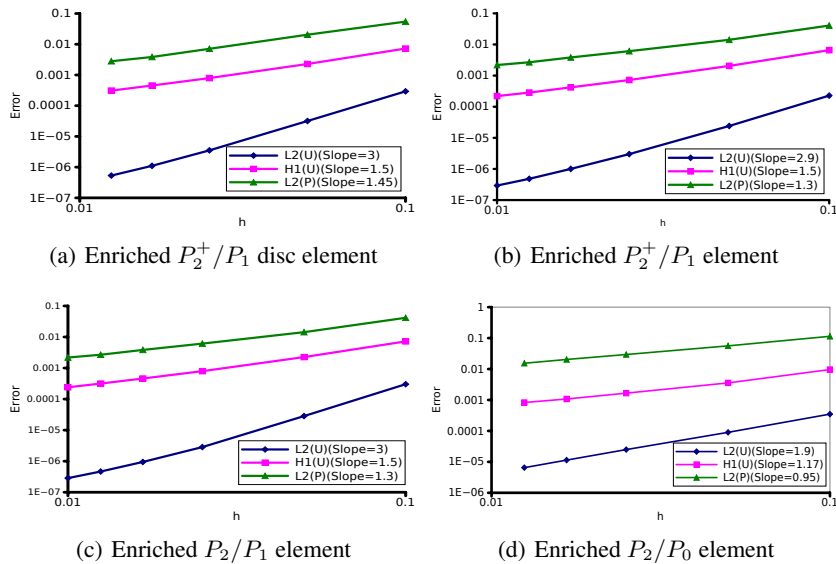 0.1
0.01
0.001
0.0001
1E-05
1E-06
1E-07
Error
0.01
0.1
h
L2(U)(Slope=3)
H1(U)(Slope=1.5)
L2(P)(Slope=1.45)
(a) Enriched P₂⁺/P₁ disc element
0.1
0.01
0.001
0.0001
1E-05
1E-06
1E-07
Error
0.01
0.1
h
L2(U)(Slope=2.9)
H1(U)(Slope=1.5)
L2(P)(Slope=1.3)
(b) Enriched P₂⁺/P₁ element
0.1
0.01
0.001
0.0001
1E-05
1E-06
1E-07
Error
0.01
0.1
h
L2(U)(Slope=3)
H1(U)(Slope=1.5)
L2(P)(Slope=1.3)
(c) Enriched P₂/P₁ element
1
0.1
0.01
0.001
0.0001
1E-05
1E-06
Error
0.01
0.1
h
L2(U)(Slope=1.9)
H1(U)(Slope=1.17)
L2(P)(Slope=0.95)
(d) Enriched P₂/P₀ element